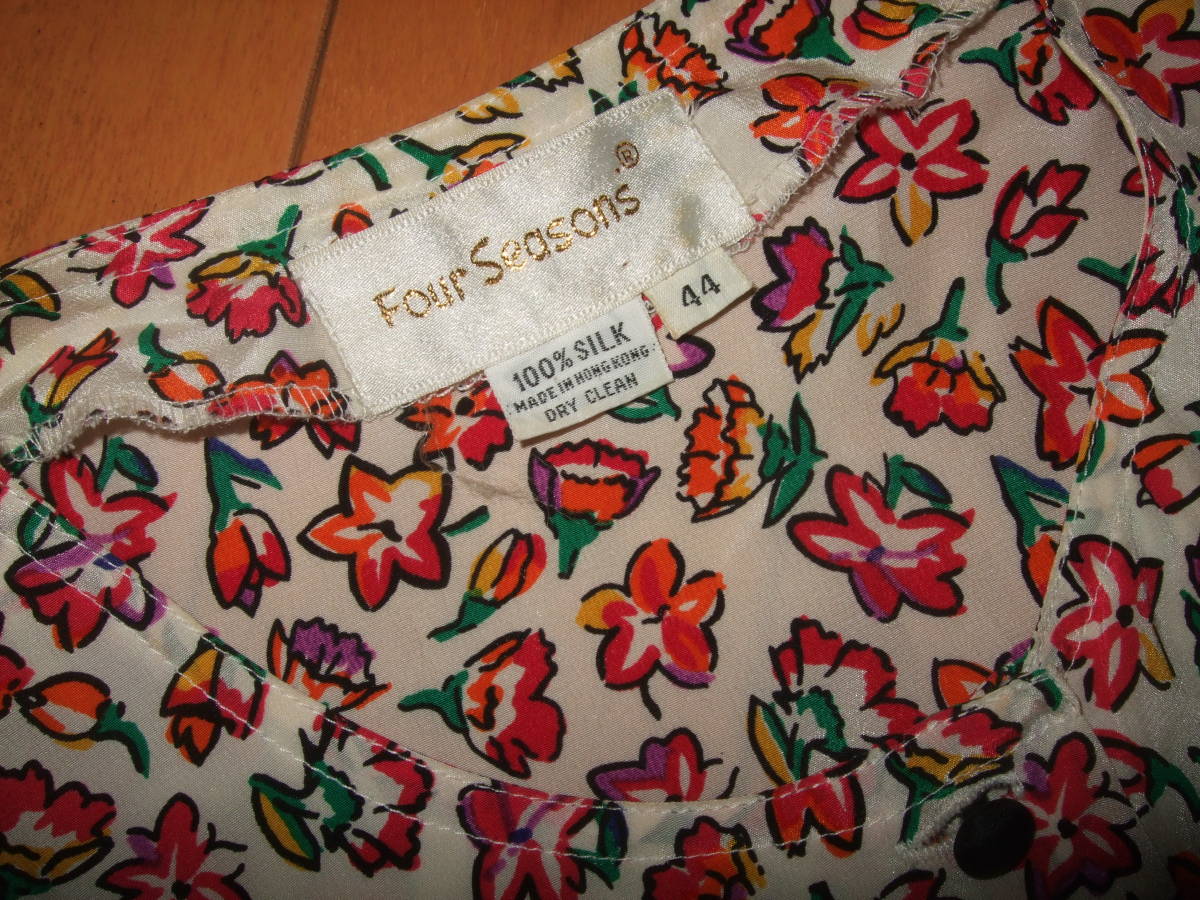 Four Seasons ®
44
100% SILK
MADE IN HONG KONG
DRY CLEAN